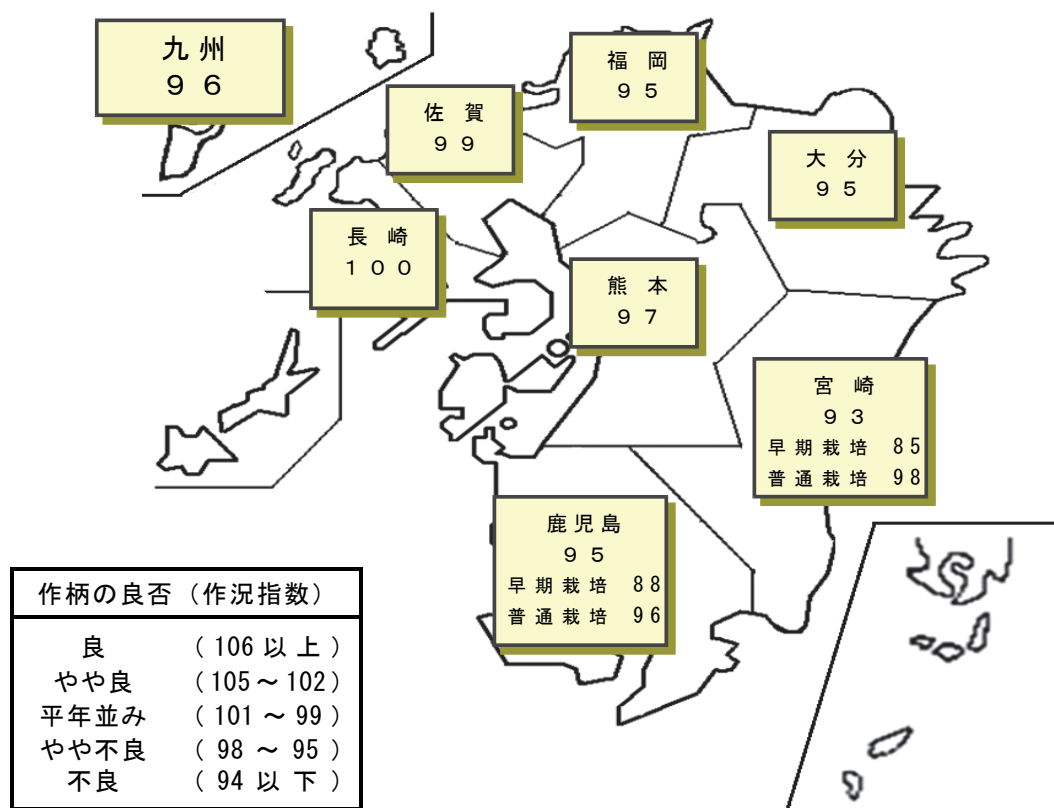 九州
９６
福岡
９５
佐賀
９９
大分
９５
長崎
１００
熊本
９７
宮崎
９３
早期栽培 85
普通栽培 98
鹿児島
９５
早期栽培 88
普通栽培 96
作柄の良否（作況指数）
良 （106以上）
やや良 （105～102）
平年並み （101～99）
やや不良 （98～95）
不良 （94以下）